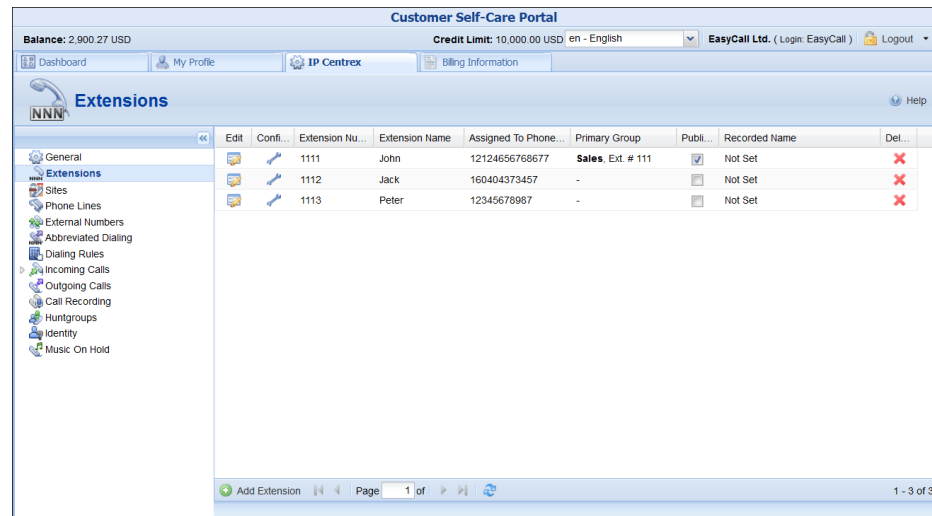 Customer Self-Care Portal
Balance: 2,900.27 USD Credit Limit: 10,000.00 USD en - English EasyCall Ltd. ( Login: EasyCall ) Logout
Dashboard My Profile IP Centrex Billing Information
NNN Extensions Help
Edit Confi... Extension Nu... Extension Name Assigned To Phone... Primary Group Publi... Recorded Name Del...
1111 John 12124656768677 Sales, Ext. # 111 Not Set
1112 Jack 160404373457 - Not Set
1113 Peter 12345678987 - Not Set
General
Extensions
Sites
Phone Lines
External Numbers
Abbreviated Dialing
Dialing Rules
Incoming Calls
Outgoing Calls
Call Recording
Huntgroups
Identity
Music On Hold
Add Extension Page 1 of 1 - 3 of 3